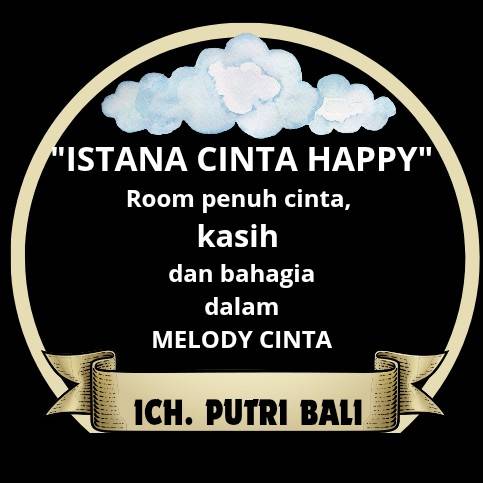 "ISTANA CINTA HAPPY"
Room penuh cinta,
kasih
dan bahagia
dalam
MELODY CINTA
ICH. PUTRI BALI